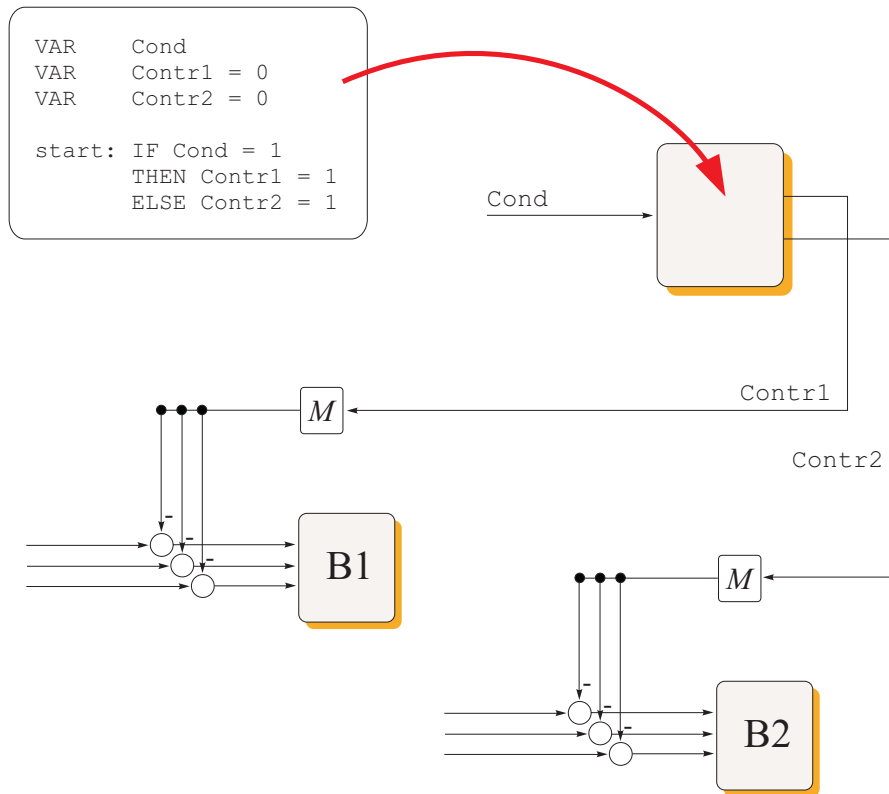 VAR    Cond
VAR    Contr1 = 0
VAR    Contr2 = 0
start: IF Cond = 1
THEN Contr1 = 1
ELSE Contr2 = 1
Cond
Contr1
M
Contr2
-
-
-
B1
M
-
-
-
B2